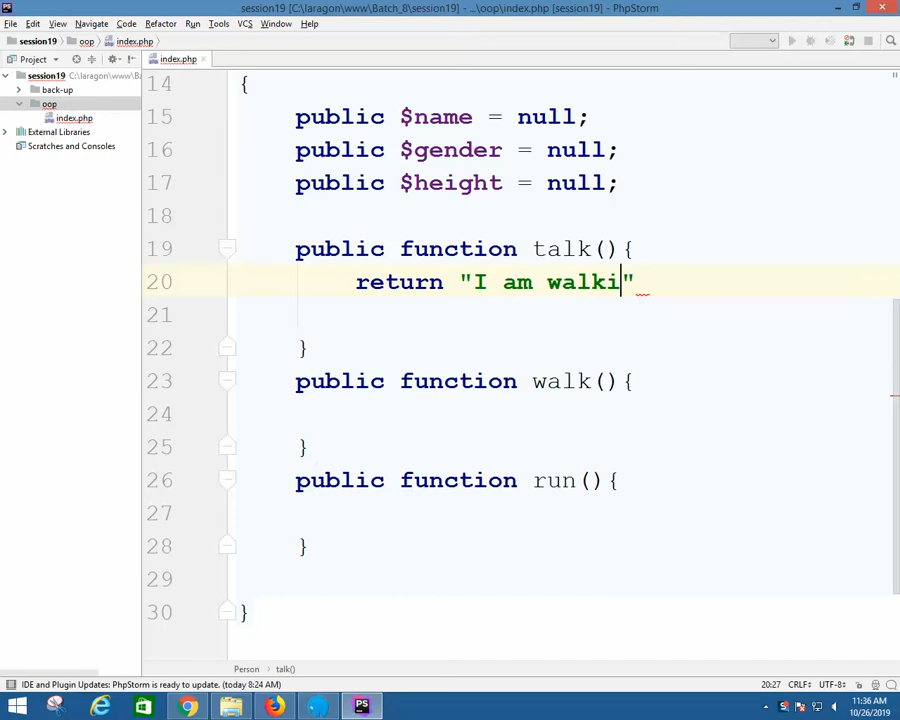 session19 [C:\laragon\www\Batch_8\session19] - ...\oop\index.php [session19] - PhpStorm
File Edit View Navigate Code Refactor Run Tools VCS Window Help
session19 oop index.php
Project index.php
session19 C:\laragon\www\Ba
back-up
oop
index.php
External Libraries
Scratches and Consoles
14 {
15 public $name = null;
16 public $gender = null;
17 public $height = null;
18
19 public function talk(){
20 return "I am walki"
21
22 }
23 public function walk(){
24
25 }
26 public function run(){
27
28 }
29
30 }
Person talk()
IDE and Plugin Updates: PhpStorm is ready to update. (today 8:24 AM) 20:27 CRLF UTF-8
11:36 AM
10/26/2019